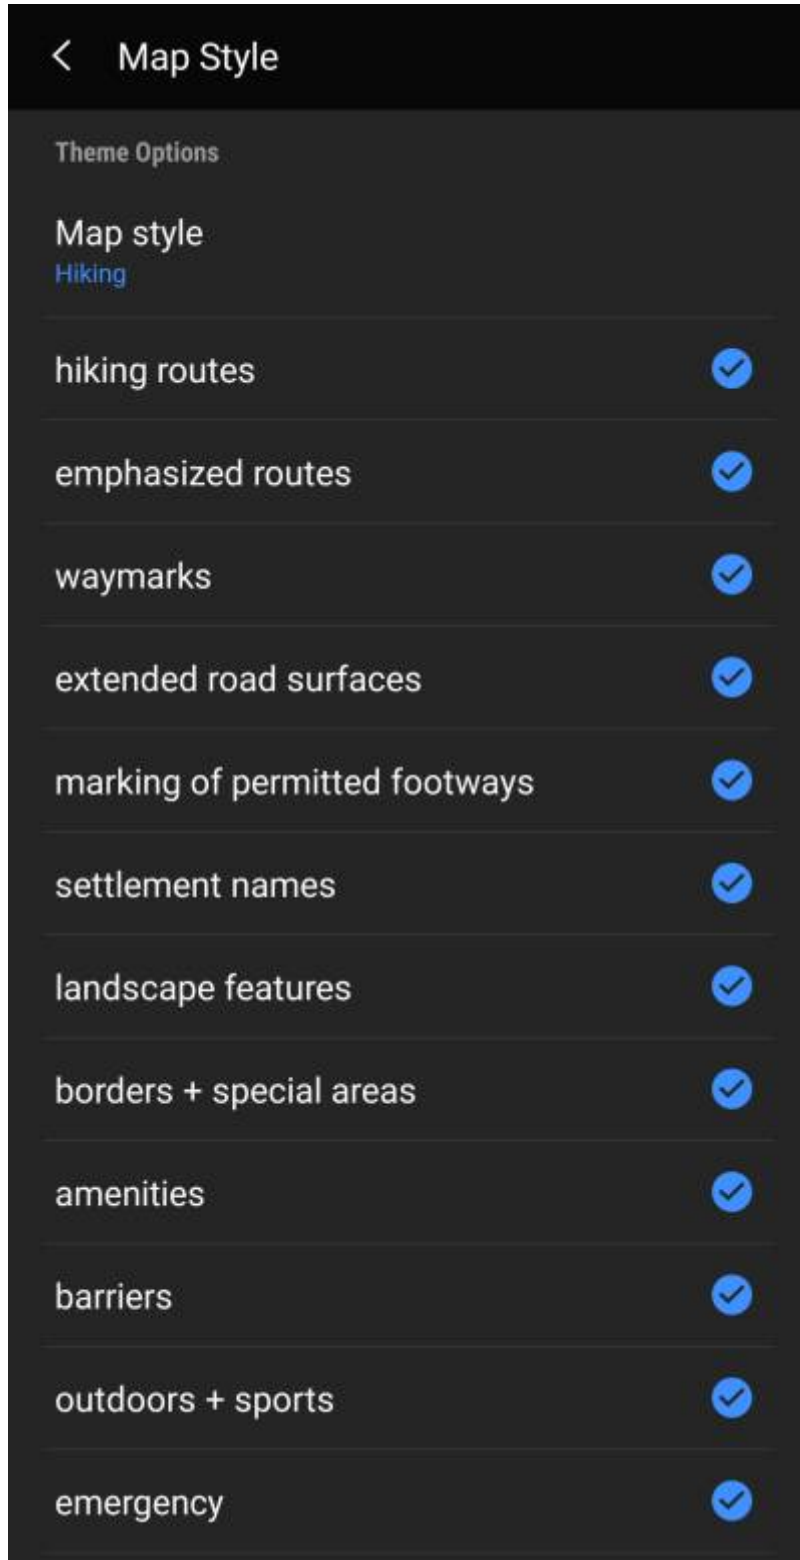 Map Style
Theme Options
Map style
Hiking
hiking routes
emphasized routes
waymarks
extended road surfaces
marking of permitted footways
settlement names
landscape features
borders + special areas
amenities
barriers
outdoors + sports
emergency